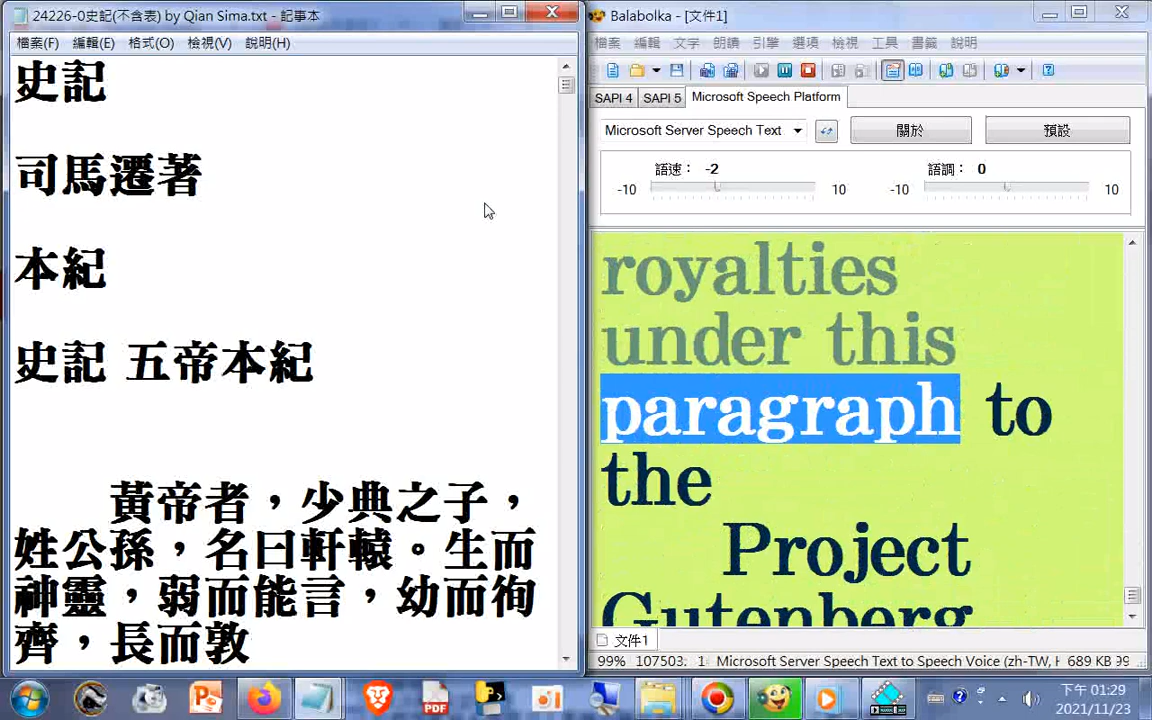 24226-0史記(不含表) by Qian Sima.txt - 記事本
檔案(F) 編輯(E) 格式(O) 檢視(V) 說明(H)
史記
司馬遷著
本紀
史記 五帝本紀
黃帝者，少典之子，
姓公孫，名曰軒轅。生而
神靈，弱而能言，幼而徇
齊，長而敦
Balabolka - [文件1]
檔案 編輯 文字 朗讀 引擎 選項 檢視 工具 書籤 說明
SAPI 4 SAPI 5 Microsoft Speech Platform
Microsoft Server Speech Text 關於 預設
語速： -2 語調： 0
-10 10 -10 10
royalties
under this
paragraph to
the
Project
Gutenberg
文件1
99% 107503: 1 Microsoft Server Speech Text to Speech Voice (zh-TW, H 689 KB 99
下午 01:29
2021/11/23